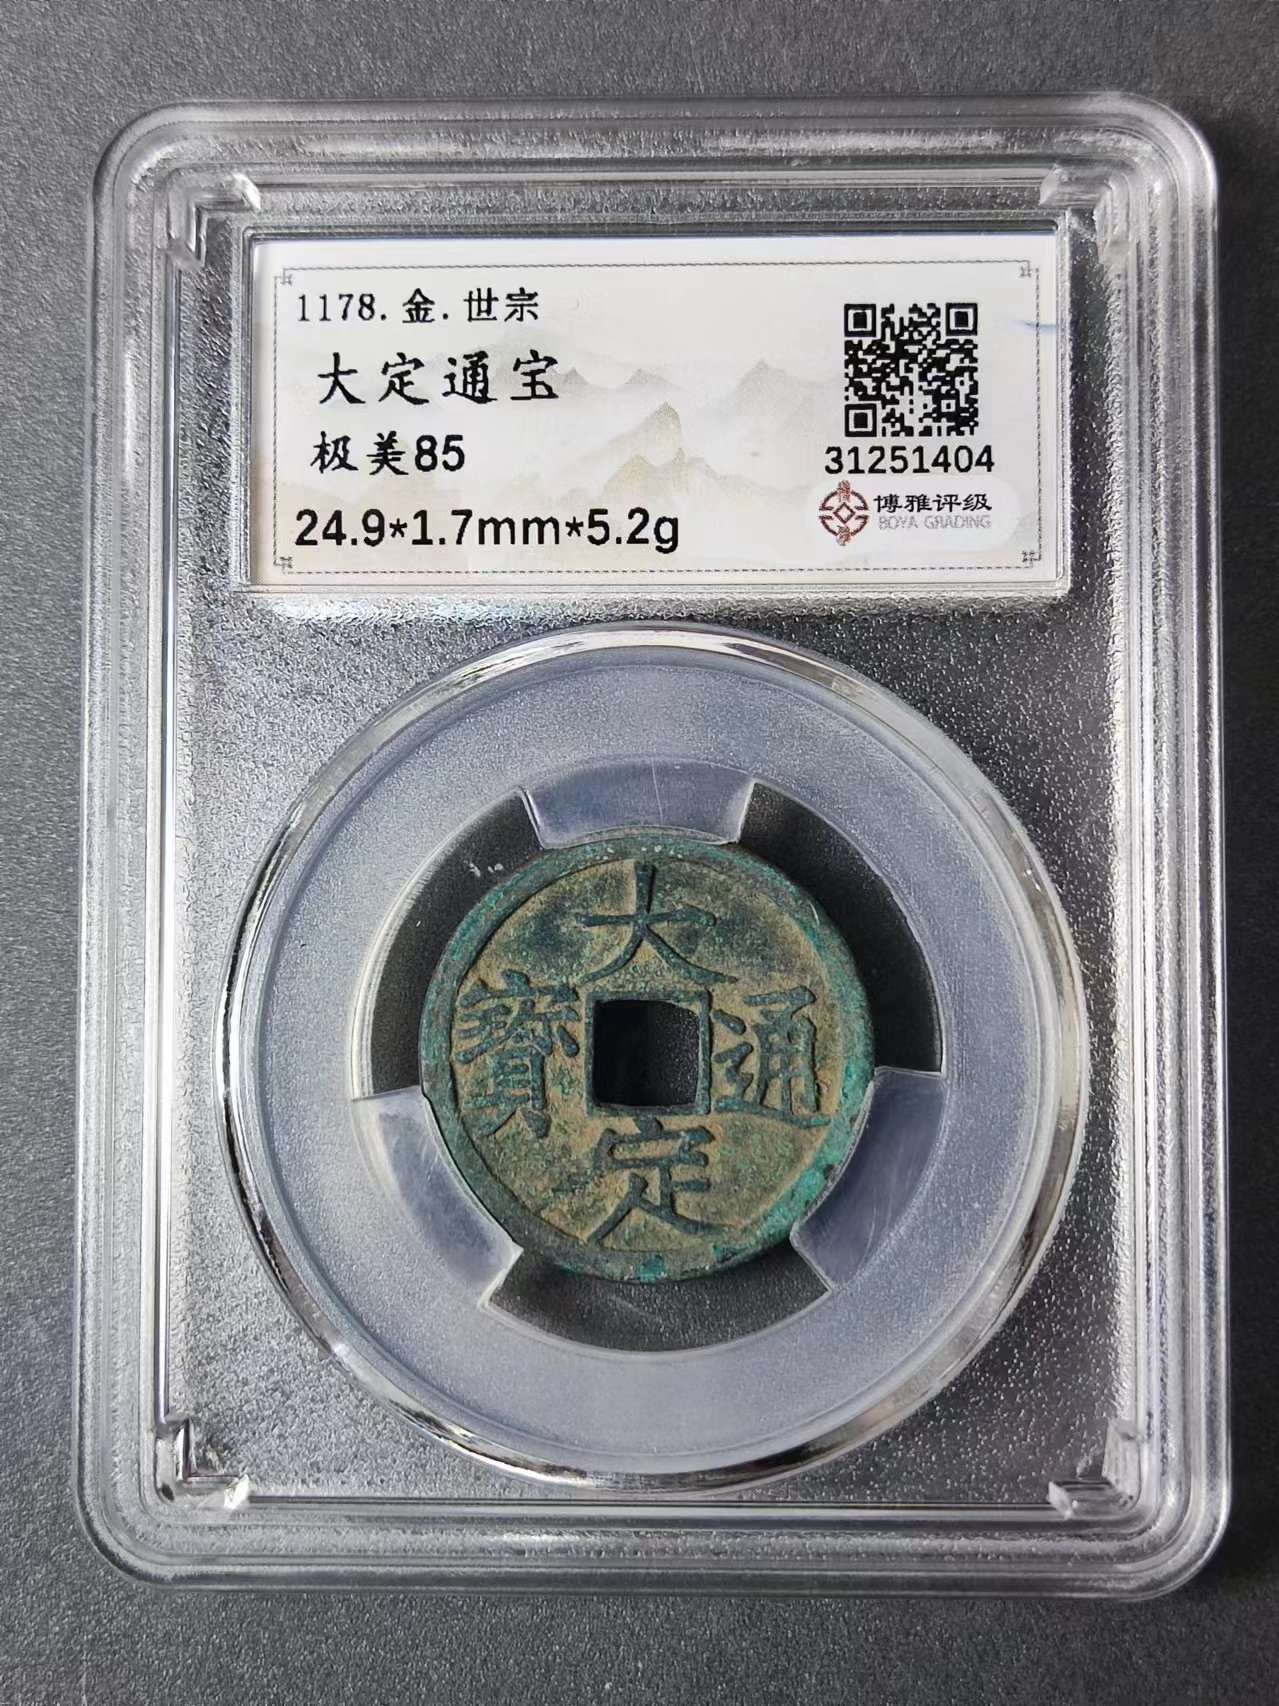 1178.金.世宗
大定通宝
极美85
24.9*1.7mm*5.2g
31251404
博雅评级
BOYA GRADING
大定通寶